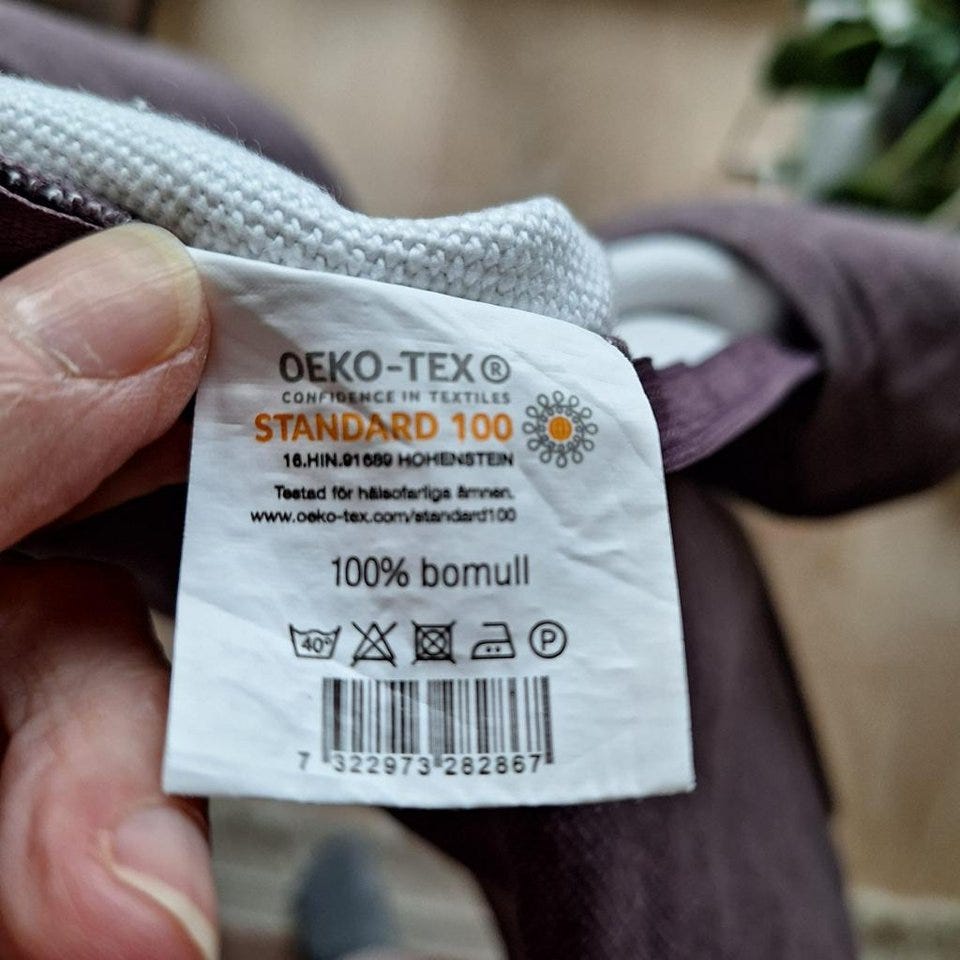 OEKO-TEX®
CONFIDENCE IN TEXTILES
STANDARD 100
16.HIN.91689 HOHENSTEIN
Testad för hälsofarliga ämnen.
www.oeko-tex.com/standard100
100% bomull
40°
P
7 322973 282867